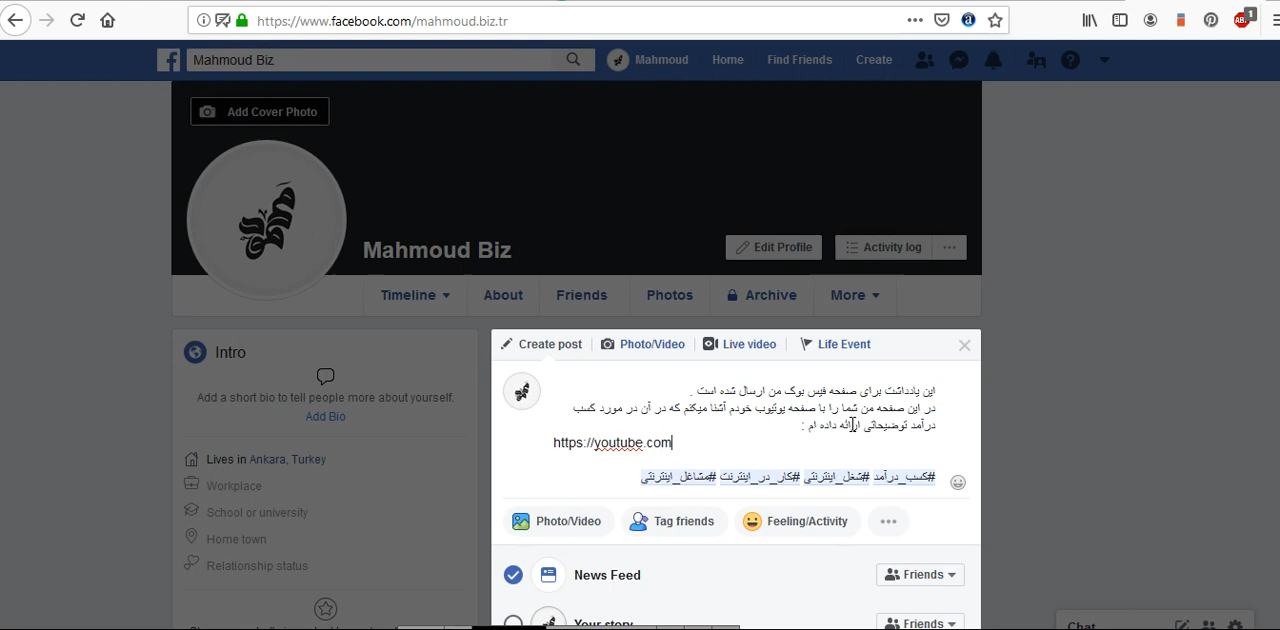 https://www.facebook.com/mahmoud.biz.tr
Mahmoud Biz
Mahmoud
Home
Find Friends
Create
Add Cover Photo
Mahmoud Biz
Edit Profile
Activity log
Timeline
About
Friends
Photos
Archive
More
Intro
Add a short bio to tell people more about yourself.
Add Bio
Lives in Ankara, Turkey
Workplace
School or university
Home town
Relationship status
Create post
Photo/Video
Live video
Life Event
این یادداشت برای صفحه فیس بوک من ارسال شده است .
در این صفحه من شما را با صفحه یوتیوب خودم آشنا میکنم که در آن در مورد کسب
درآمد توضیحاتی ارائه داده ام :
https://youtube.com
#کسب_درآمد #شغل_اینترنتی #کار_در_اینترنت #مشاغل_اینترنتی
Photo/Video
Tag friends
Feeling/Activity
News Feed
Friends
Your story
Friends
Chat